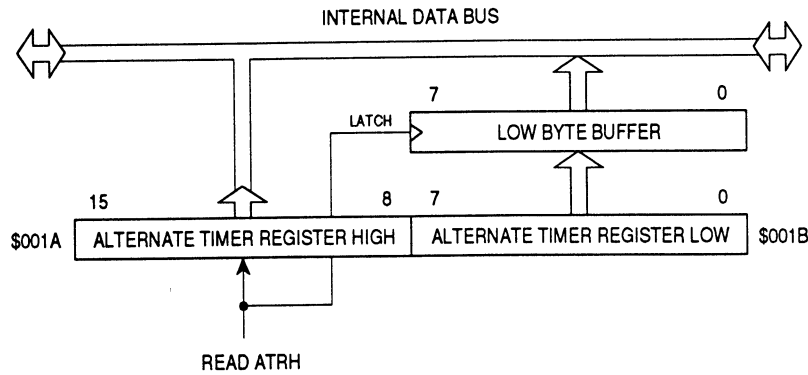 INTERNAL DATA BUS
7 0
LATCH
LOW BYTE BUFFER
15 8 7 0
$001A ALTERNATE TIMER REGISTER HIGH ALTERNATE TIMER REGISTER LOW $001B
READ ATRH